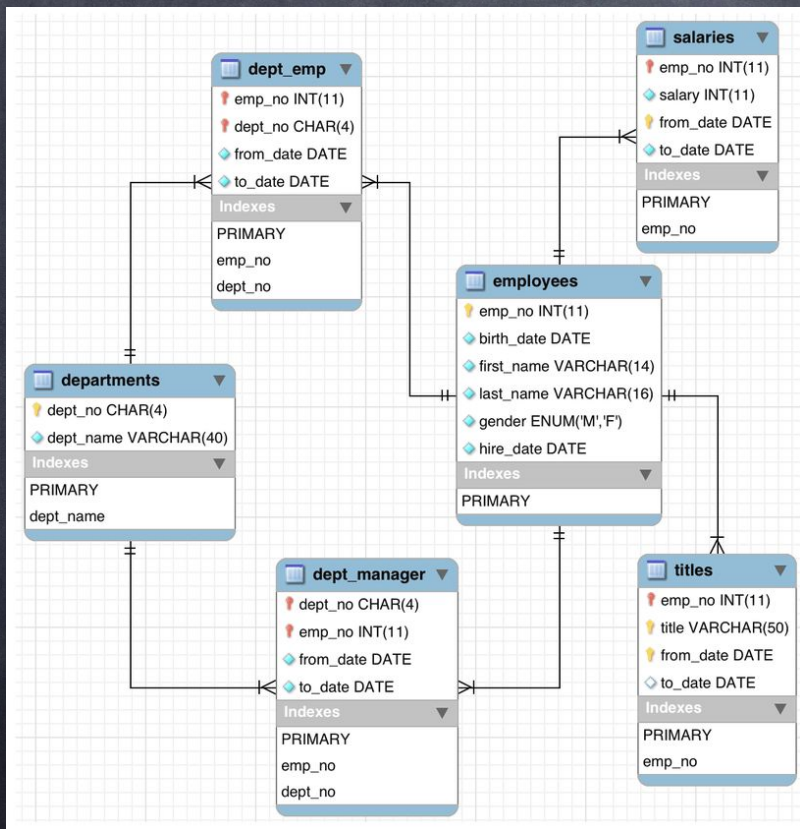 dept_emp
emp_no INT(11)
dept_no CHAR(4)
from_date DATE
to_date DATE
Indexes
PRIMARY
emp_no
dept_no
salaries
emp_no INT(11)
salary INT(11)
from_date DATE
to_date DATE
Indexes
PRIMARY
emp_no
employees
emp_no INT(11)
birth_date DATE
first_name VARCHAR(14)
last_name VARCHAR(16)
gender ENUM('M','F')
hire_date DATE
Indexes
PRIMARY
departments
dept_no CHAR(4)
dept_name VARCHAR(40)
Indexes
PRIMARY
dept_name
dept_manager
dept_no CHAR(4)
emp_no INT(11)
from_date DATE
to_date DATE
Indexes
PRIMARY
emp_no
dept_no
titles
emp_no INT(11)
title VARCHAR(50)
from_date DATE
to_date DATE
Indexes
PRIMARY
emp_no